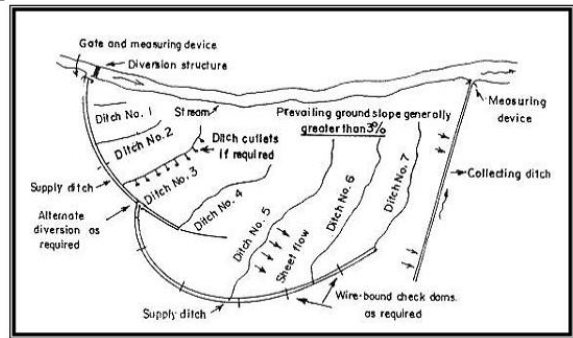 Gate and measuring device
Diversion structure
Ditch No. 1
Stream
Prevailing ground slope generally
greater than 3%
Measuring
device
Ditch No. 2
Ditch outlets
if required
Ditch No. 3
Supply ditch
Ditch No. 4
Ditch No. 5
Ditch No. 6
Ditch No. 7
Collecting ditch
Alternate
diversion as
required
Sheet flow
Supply ditch
Wire-bound check dams.
as required